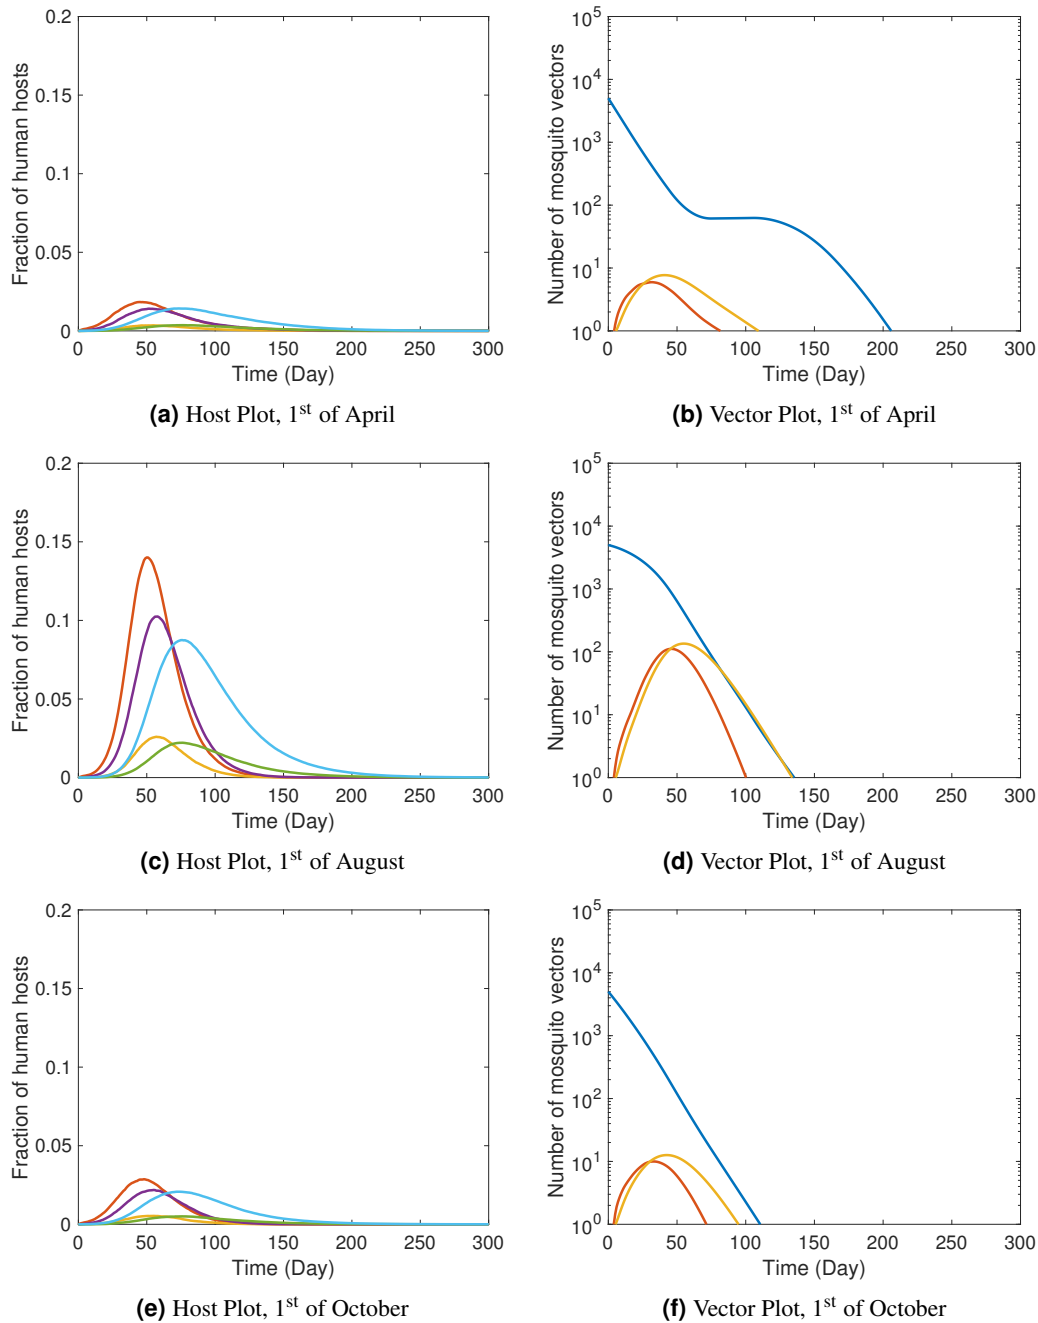 0.2
0.15
0.1
0.05
0
Fraction of human hosts
0 50 100 150 200 250 300
Time (Day)
(a) Host Plot, 1st of April
10^5
10^4
10^3
10^2
10^1
10^0
Number of mosquito vectors
0 50 100 150 200 250 300
Time (Day)
(b) Vector Plot, 1st of April
0.2
0.15
0.1
0.05
0
Fraction of human hosts
0 50 100 150 200 250 300
Time (Day)
(c) Host Plot, 1st of August
10^5
10^4
10^3
10^2
10^1
10^0
Number of mosquito vectors
0 50 100 150 200 250 300
Time (Day)
(d) Vector Plot, 1st of August
0.2
0.15
0.1
0.05
0
Fraction of human hosts
0 50 100 150 200 250 300
Time (Day)
(e) Host Plot, 1st of October
10^5
10^4
10^3
10^2
10^1
10^0
Number of mosquito vectors
0 50 100 150 200 250 300
Time (Day)
(f) Vector Plot, 1st of October